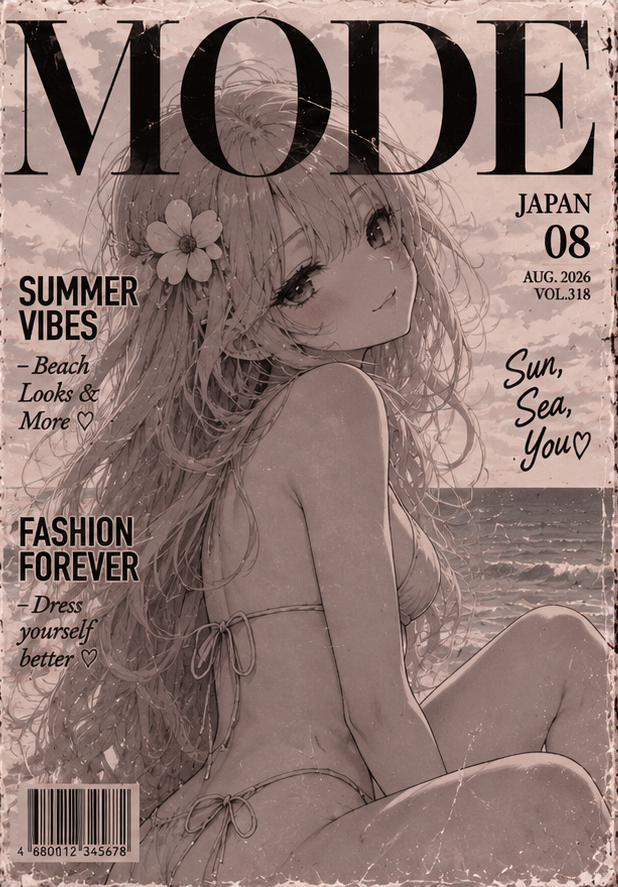 MODE
JAPAN
08
AUG. 2026
VOL.318
SUMMER
VIBES
– Beach
Looks &
More ♡
Sun,
Sea,
You♡
FASHION
FOREVER
– Dress
yourself
better ♡
4 680112 345678